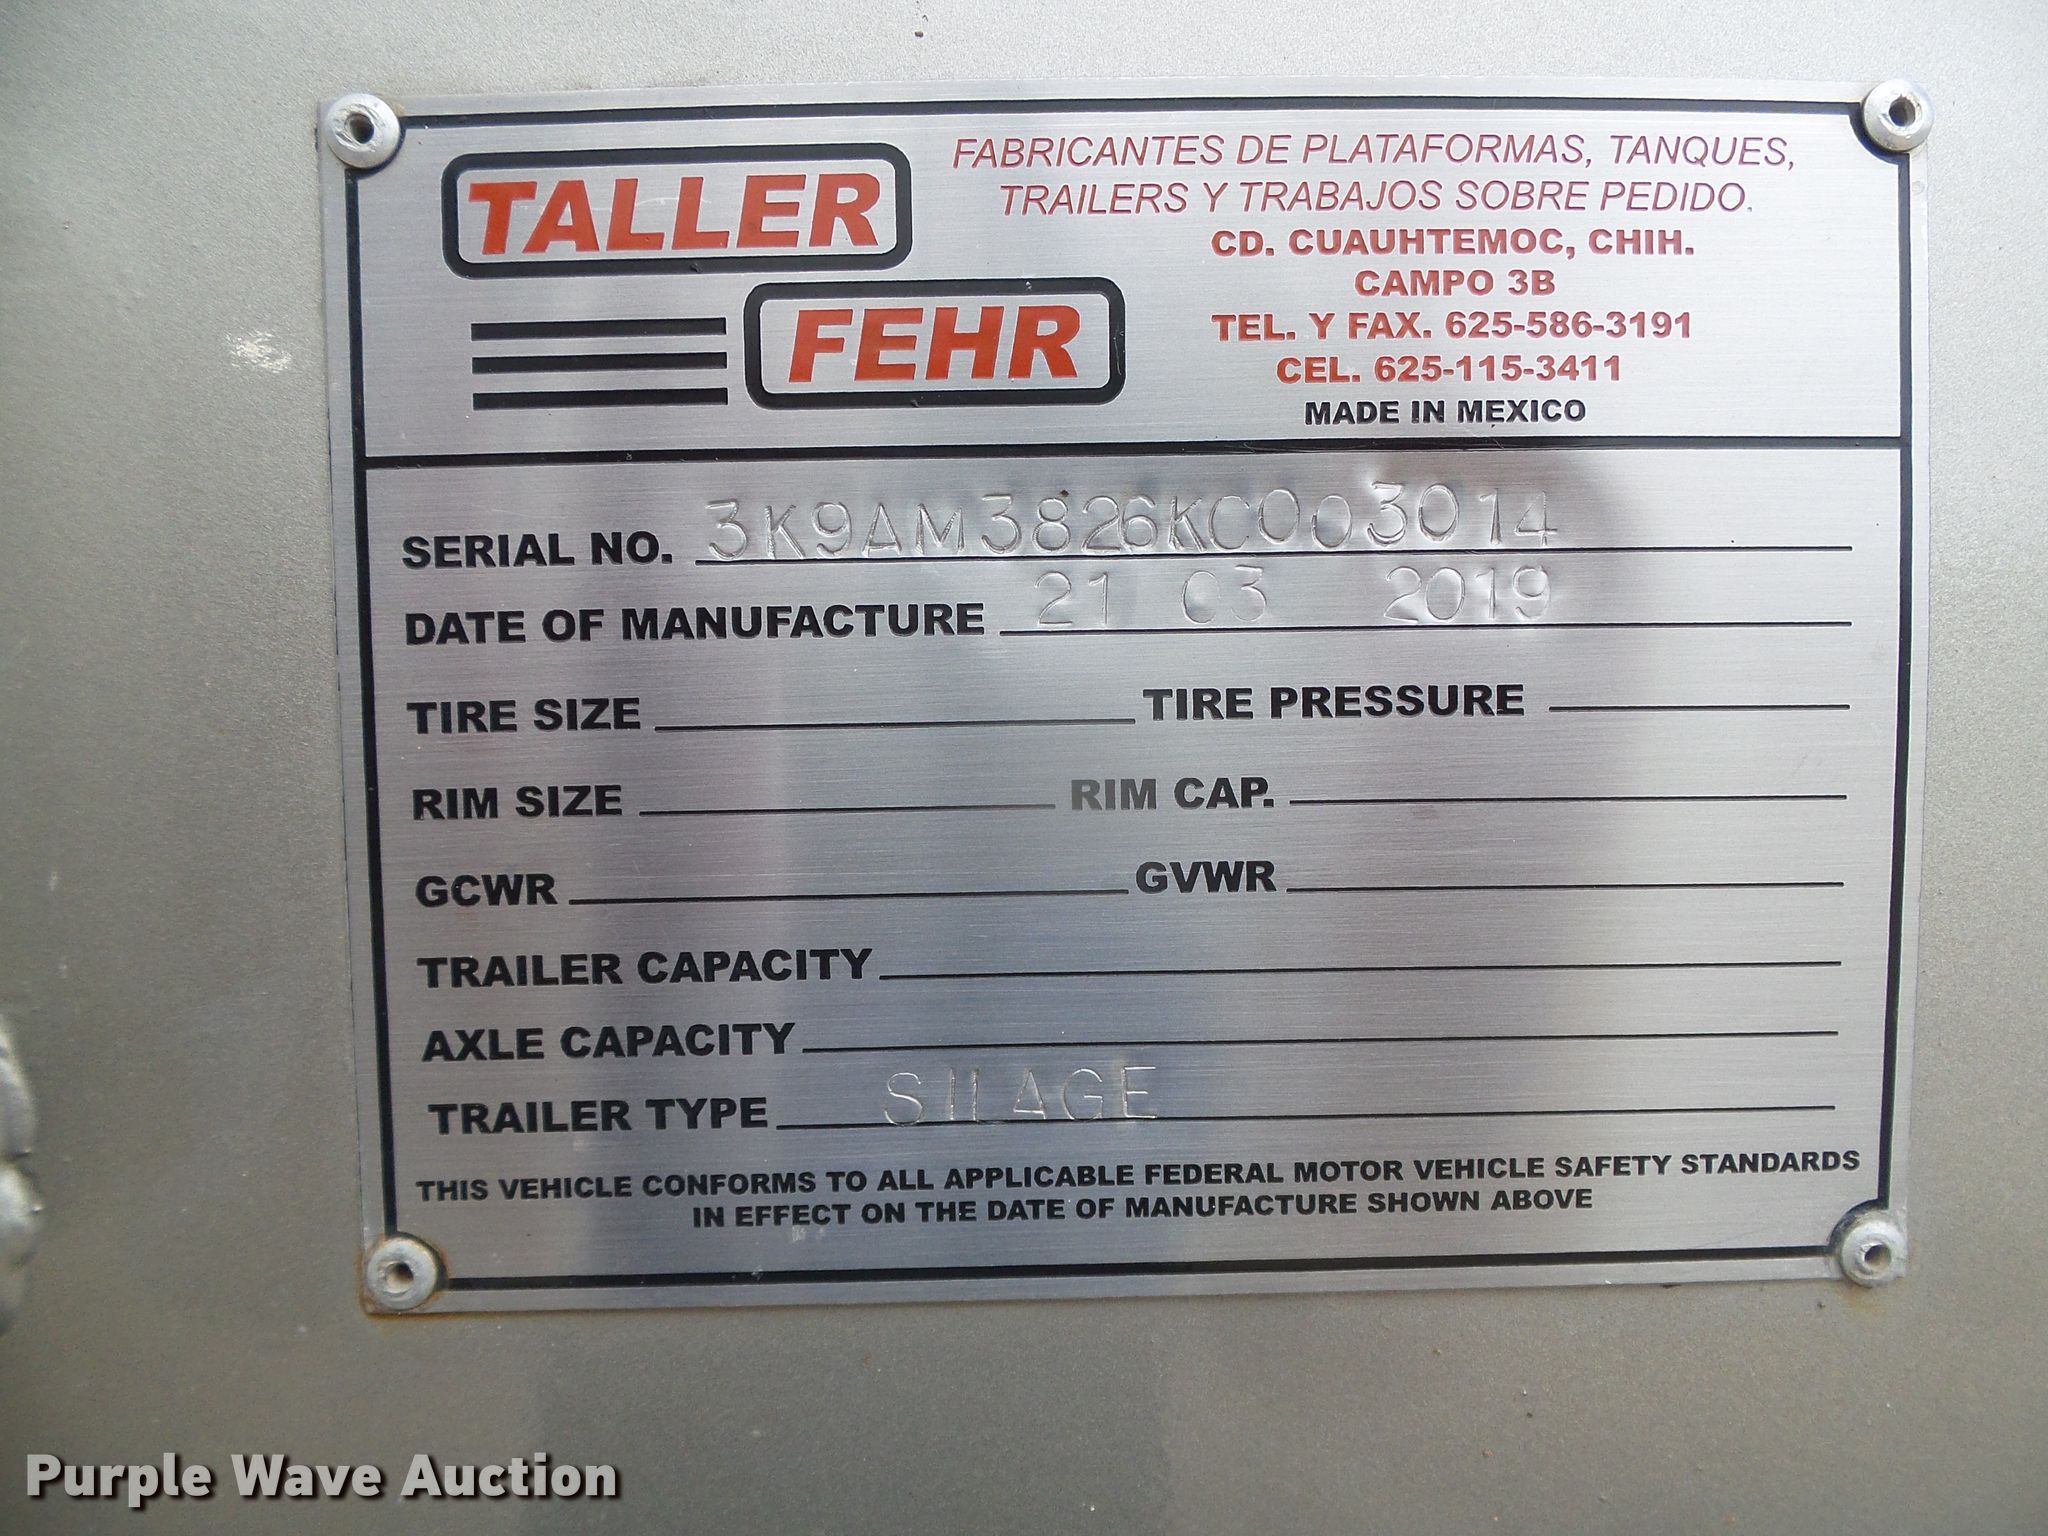 TALLER
FEHR
FABRICANTES DE PLATAFORMAS, TANQUES,
TRAILERS Y TRABAJOS SOBRE PEDIDO.
CD. CUAUHTEMOC, CHIH.
CAMPO 3B
TEL. Y FAX. 625-586-3191
CEL. 625-115-3411
MADE IN MEXICO
SERIAL NO. 3K9AM3826KC003014
DATE OF MANUFACTURE 21 03 2019
TIRE SIZE TIRE PRESSURE
RIM SIZE RIM CAP.
GCWR GVWR
TRAILER CAPACITY
AXLE CAPACITY
TRAILER TYPE SILAGE
THIS VEHICLE CONFORMS TO ALL APPLICABLE FEDERAL MOTOR VEHICLE SAFETY STANDARDS
IN EFFECT ON THE DATE OF MANUFACTURE SHOWN ABOVE
Purple Wave Auction